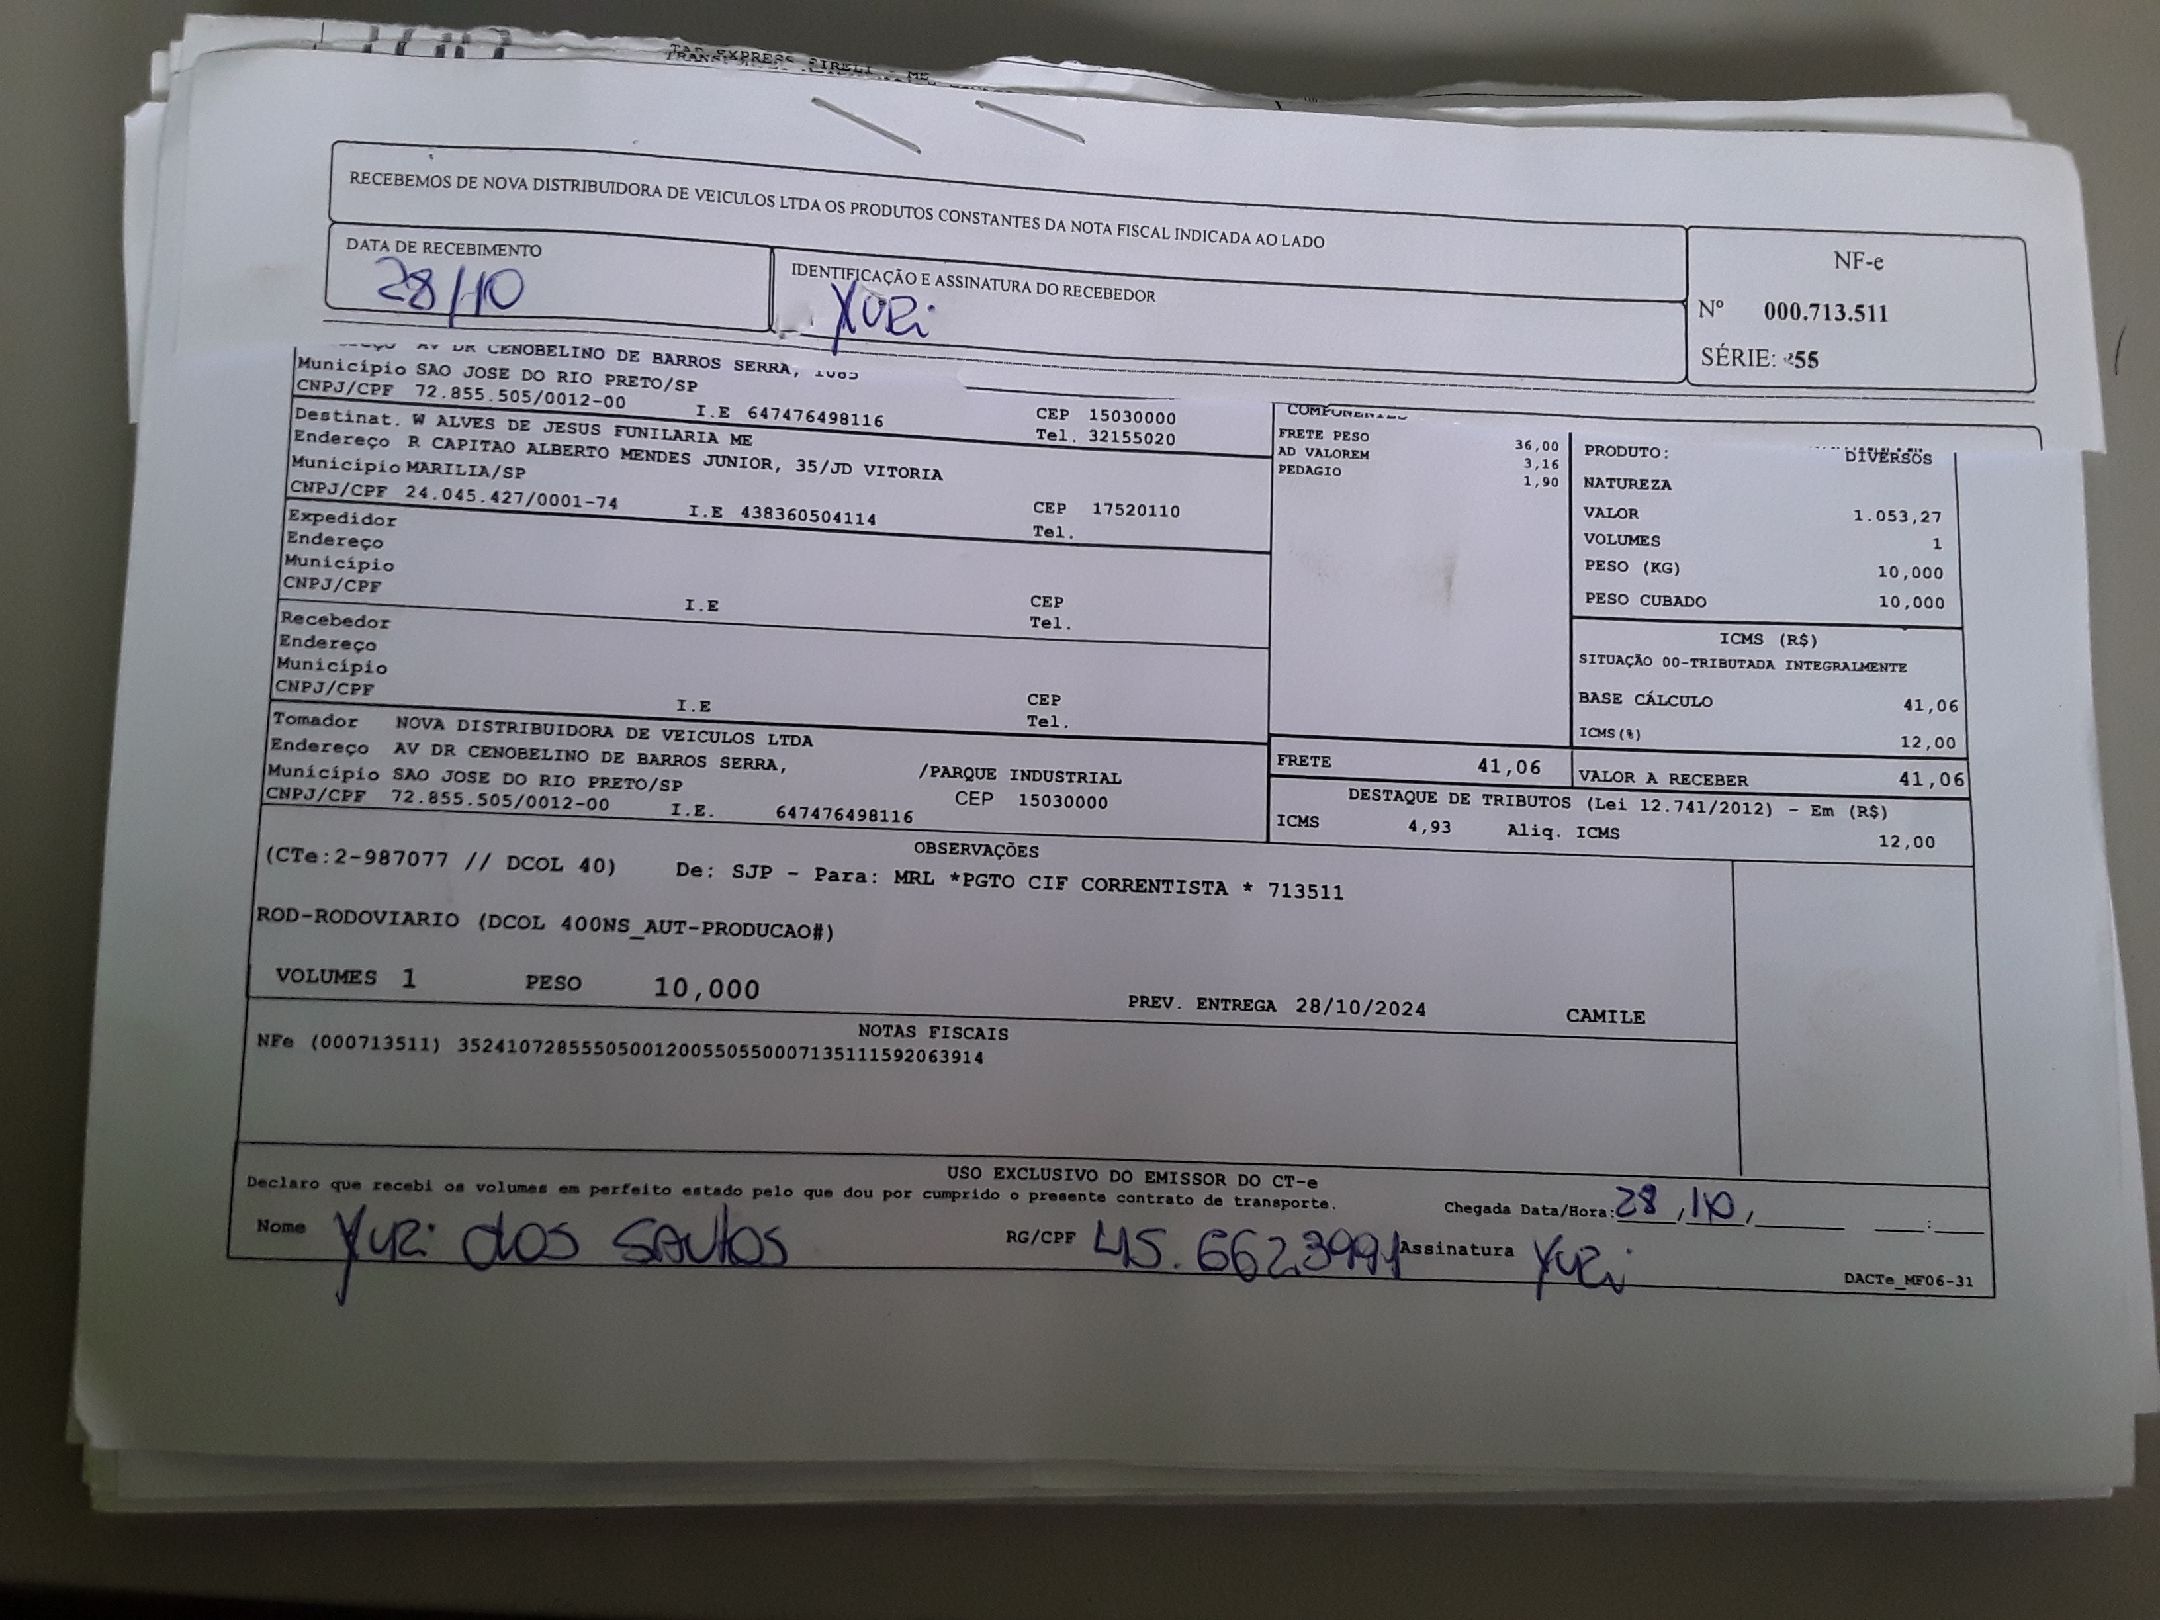 TAS EXPRESS EIRELI - ME
RECEBEMOS DE NOVA DISTRIBUIDORA DE VEICULOS LTDA OS PRODUTOS CONSTANTES DA NOTA FISCAL INDICADA AO LADO
DATA DE RECEBIMENTO
28/10
IDENTIFICAÇÃO E ASSINATURA DO RECEBEDOR
Yuri
NF-e
Nº 000.713.511
SÉRIE: 55
AV DR CENOBELINO DE BARROS SERRA, 1085
Município SAO JOSE DO RIO PRETO/SP
CNPJ/CPF 72.855.505/0012-00 I.E 647476498116
CEP 15030000
Tel. 32155020
Destinat. W ALVES DE JESUS FUNILARIA ME
Endereço R CAPITAO ALBERTO MENDES JUNIOR, 35/JD VITORIA
Município MARILIA/SP
CNPJ/CPF 24.045.427/0001-74 I.E 438360504114
CEP 17520110
Tel.
Expedidor
Endereço
Município
CNPJ/CPF I.E
CEP
Tel.
Recebedor
Endereço
Município
CNPJ/CPF I.E
CEP
Tel.
Tomador NOVA DISTRIBUIDORA DE VEICULOS LTDA
Endereço AV DR CENOBELINO DE BARROS SERRA, /PARQUE INDUSTRIAL
Município SAO JOSE DO RIO PRETO/SP CEP 15030000
CNPJ/CPF 72.855.505/0012-00 I.E. 647476498116
COMPONENTES
FRETE PESO 36,00
AD VALOREM 3,16
PEDAGIO 1,90
FRETE 41,06
PRODUTO: DIVERSOS
NATUREZA
VALOR 1.053,27
VOLUMES 1
PESO (KG) 10,000
PESO CUBADO 10,000
ICMS (R$)
SITUAÇÃO 00-TRIBUTADA INTEGRALMENTE
BASE CÁLCULO 41,06
ICMS(%) 12,00
VALOR A RECEBER 41,06
DESTAQUE DE TRIBUTOS (Lei 12.741/2012) - Em (R$)
ICMS 4,93 Aliq. ICMS 12,00
OBSERVAÇÕES
(CTe:2-987077 // DCOL 40) De: SJP - Para: MRL *PGTO CIF CORRENTISTA * 713511
ROD-RODOVIARIO (DCOL 400NS_AUT-PRODUCAO#)
VOLUMES 1 PESO 10,000
PREV. ENTREGA 28/10/2024 CAMILE
NOTAS FISCAIS
NFe (000713511) 35241072855505001200550550007135111592063914
USO EXCLUSIVO DO EMISSOR DO CT-e
Declaro que recebi os volumes em perfeito estado pelo que dou por cumprido o presente contrato de transporte.
Chegada Data/Hora: 28/10/ :
Nome Yuri dos Santos RG/CPF 45.6623991 Assinatura Yuri
DACTe_MF06-31